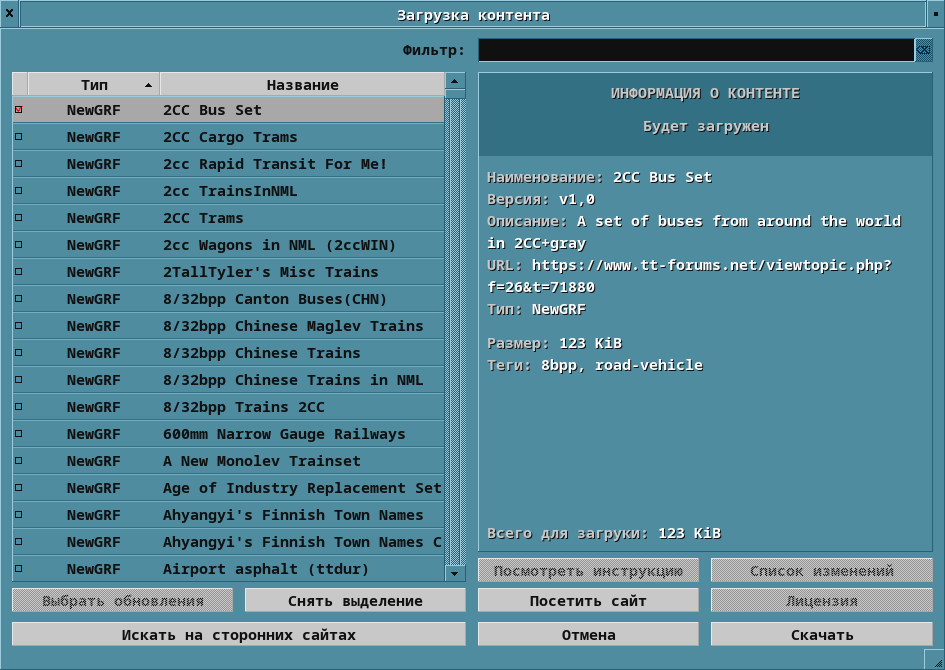 Загрузка контента
Фильтр:
Тип Название
NewGRF 2CC Bus Set
NewGRF 2CC Cargo Trams
NewGRF 2cc Rapid Transit For Me!
NewGRF 2cc TrainsInNML
NewGRF 2CC Trams
NewGRF 2cc Wagons in NML (2ccWIN)
NewGRF 2TallTyler's Misc Trains
NewGRF 8/32bpp Canton Buses(CHN)
NewGRF 8/32bpp Chinese Maglev Trains
NewGRF 8/32bpp Chinese Trains
NewGRF 8/32bpp Chinese Trains in NML
NewGRF 8/32bpp Trains 2CC
NewGRF 600mm Narrow Gauge Railways
NewGRF A New Monolev Trainset
NewGRF Age of Industry Replacement Set
NewGRF Ahyangyi's Finnish Town Names
NewGRF Ahyangyi's Finnish Town Names C
NewGRF Airport asphalt (ttdur)
ИНФОРМАЦИЯ О КОНТЕНТЕ
Будет загружен
Наименование: 2CC Bus Set
Версия: v1,0
Описание: A set of buses from around the world
in 2CC+gray
URL: https://www.tt-forums.net/viewtopic.php?
f=26&t=71880
Тип: NewGRF
Размер: 123 KiB
Теги: 8bpp, road-vehicle
Всего для загруки: 123 KiB
Посмотреть инструкцию Список изменений
Выбрать обновления Снять выделение Посетить сайт Лицензия
Искать на сторонних сайтах Отмена Скачать